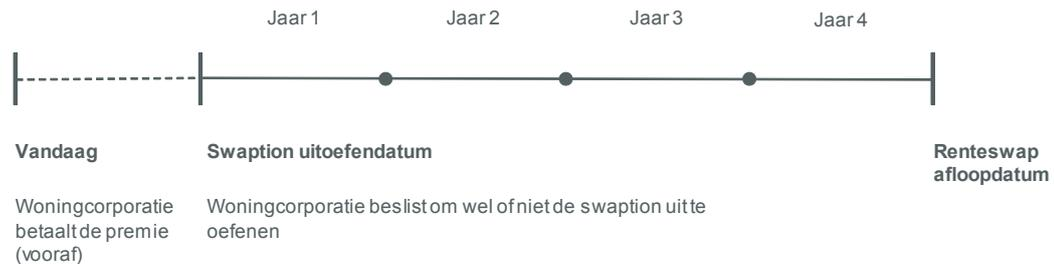 Jaar 1
Jaar 2
Jaar 3
Jaar 4
Vandaag
Woningcorporatie
betaalt de premie
(vooraf)
Swaption uitoefendatum
Woningcorporatie beslist om wel of niet de swaption uit te
oefenen
Renteswap
afloopdatum